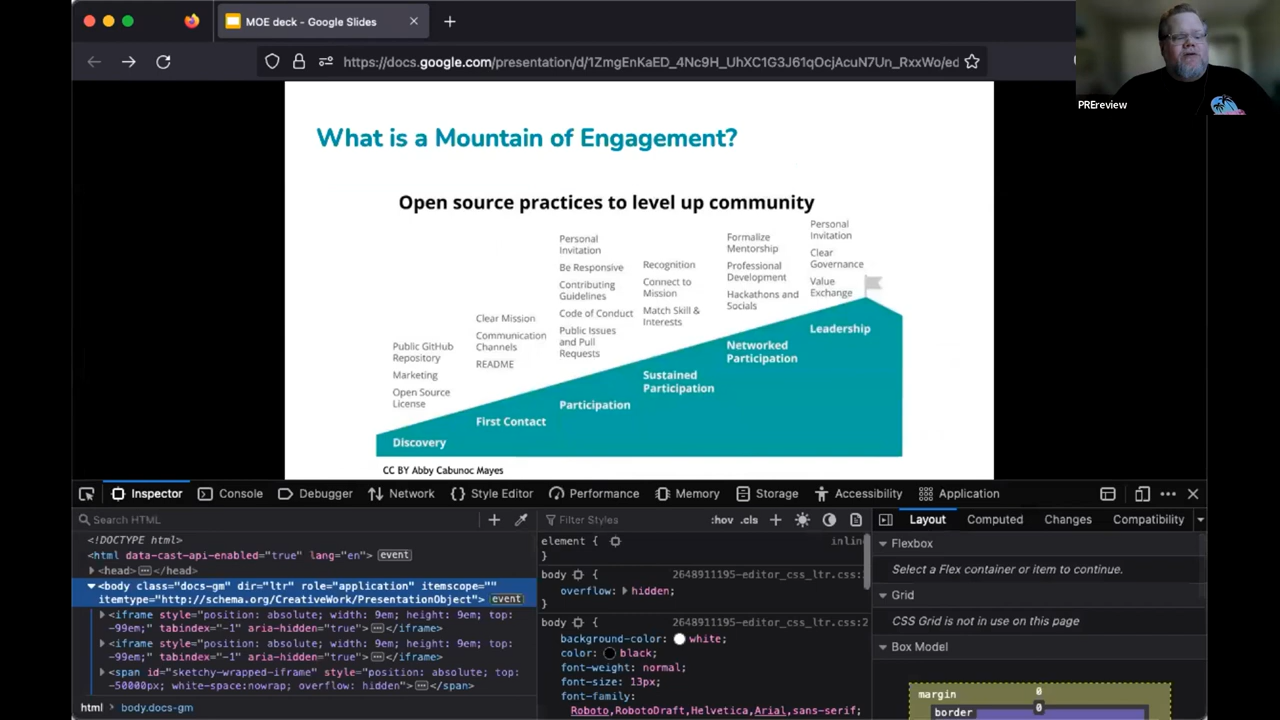 MOE deck - Google Slides
https://docs.google.com/presentation/d/1ZmgEnKaED_4Nc9H_UhXC1G3J61qOcjAcuN7Un_RxxWo/ed
PREreview
What is a Mountain of Engagement?
Open source practices to level up community
Public GitHub
Repository
Marketing
Open Source
License
Clear Mission
Communication
Channels
README
Personal
Invitation
Be Responsive
Contributing
Guidelines
Code of Conduct
Public Issues
and Pull
Requests
Recognition
Connect to
Mission
Match Skill &
Interests
Formalize
Mentorship
Professional
Development
Hackathons and
Socials
Personal
Invitation
Clear
Governance
Value
Exchange
Discovery
First Contact
Participation
Sustained
Participation
Networked
Participation
Leadership
CC BY Abby Cabunoc Mayes
Inspector Console Debugger Network Style Editor Performance Memory Storage Accessibility Application
Search HTML
<!DOCTYPE html>
<html data-cast-api-enabled="true" lang="en"> event
<head> </head>
<body class="docs-gm" dir="ltr" role="application" itemscope=""
itemtype="http://schema.org/CreativeWork/PresentationObject"> event
<iframe style="position: absolute; width: 9em; height: 9em; top:
-99em;" tabindex="-1" aria-hidden="true"> </iframe>
<iframe style="position: absolute; width: 9em; height: 9em; top:
-99em;" tabindex="-1" aria-hidden="true"> </iframe>
<span id="sketchy-wrapped-iframe" style="position: absolute; top:
-50000px; white-space:nowrap; overflow: hidden"> </span>
html body.docs-gm
Filter Styles :hov .cls
element { inline
}
body { 2648911195-editor_css_ltr.css:
overflow: hidden;
}
body { 2648911195-editor_css_ltr.css:2
background-color: white;
color: black;
font-weight: normal;
font-size: 13px;
font-family:
Roboto,RobotoDraft,Helvetica,Arial,sans-serif;
Layout Computed Changes Compatibility
Flexbox
Select a Flex container or item to continue.
Grid
CSS Grid is not in use on this page
Box Model
margin 0
border 0